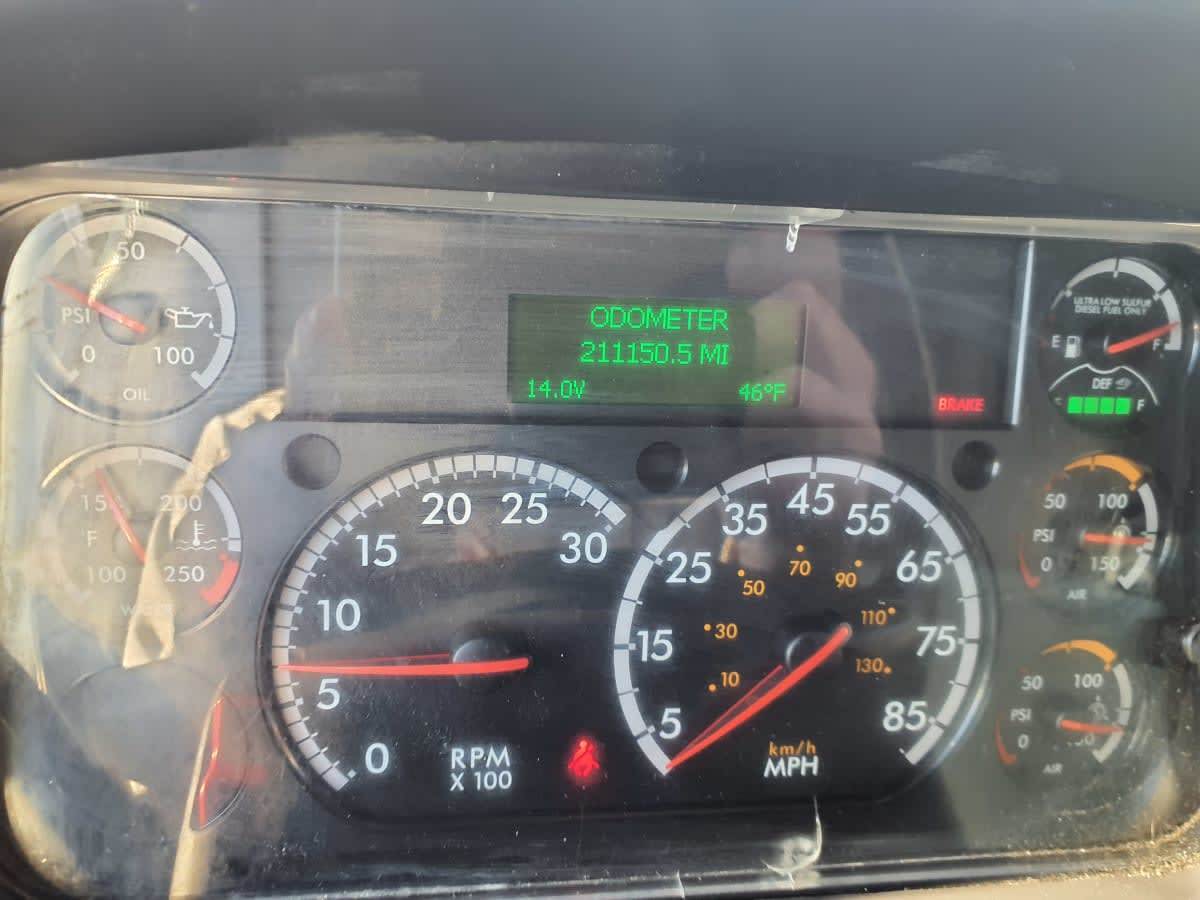 50
PSI
0 100
OIL
ODOMETER
211150.5 MI
14.0V 46°F
BRAKE
ULTRA LOW SULFUR
DIESEL FUEL ONLY
E F
DEF
F
150 200
F
100 250
0 5 10 15 20 25 30
RPM
X 100
5 15 25 35 45 55 65 75 85
10 30 50 70 90 110 130
km/h
MPH
50 100
PSI
0 150
AIR
50 100
PSI
0
AIR